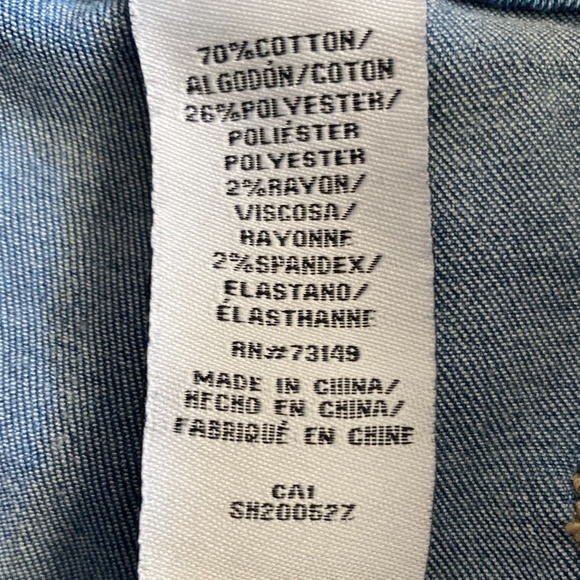 70%COTTON/
ALGODÓN/COTON
26%POLYESTER/
POLIÉSTER
POLYESTER
2%RAYON/
VISCOSA/
RAYONNE
2%SPANDEX/
ELASTANO/
ÉLASTHANNE
RN#73149
MADE IN CHINA/
HECHO EN CHINA/
FABRIQUÉ EN CHINE
CA1
SH200527